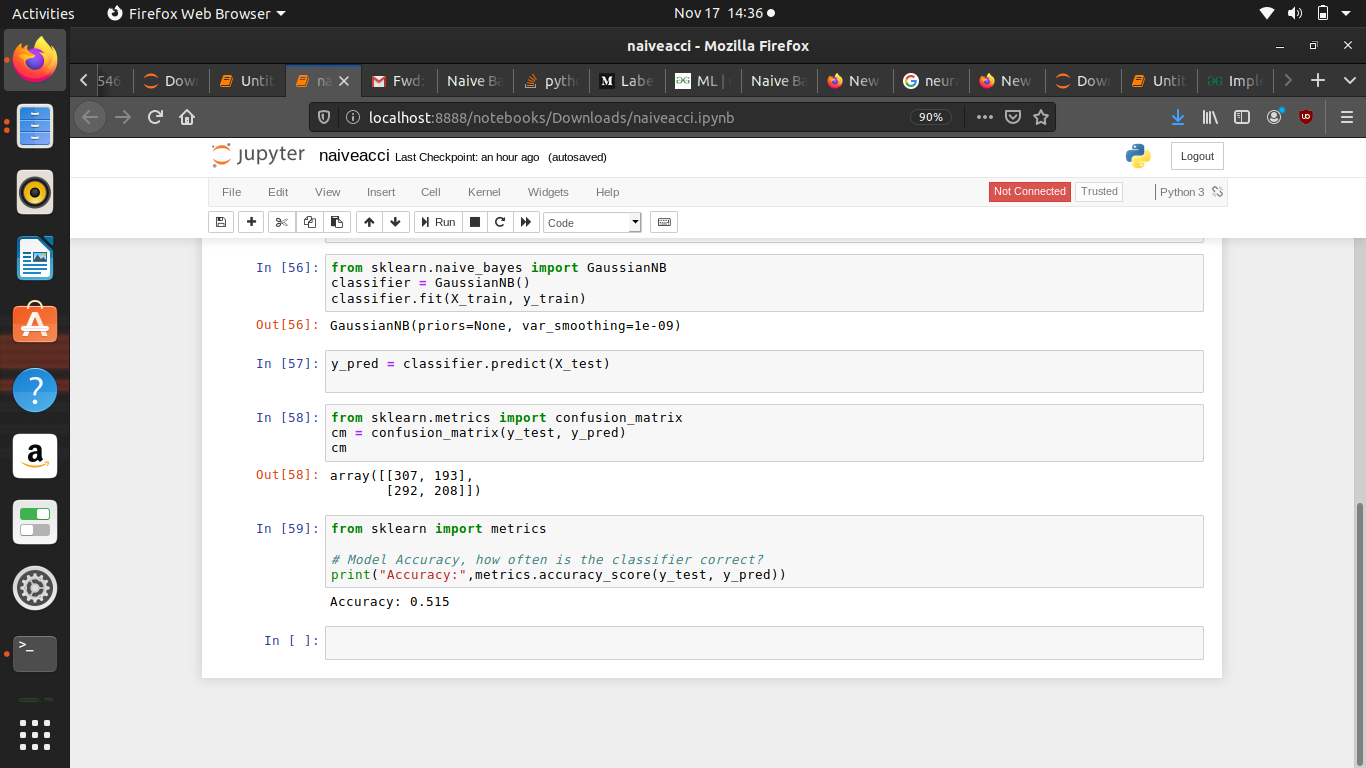 Activities
Firefox Web Browser
Nov 17 14:36
naiveacci - Mozilla Firefox
546.
Down
Untit
na
Fwd:
Naive Ba
pyth
Labe
ML | 
Naive Ba
New
neura
New
Down
Untit
Imple
localhost:8888/notebooks/Downloads/naiveacci.ipynb
90%
jupyter
naiveacci Last Checkpoint: an hour ago (autosaved)
Logout
File Edit View Insert Cell Kernel Widgets Help
Not Connected Trusted Python 3
Run
Code
In [56]: from sklearn.naive_bayes import GaussianNB
classifier = GaussianNB()
classifier.fit(X_train, y_train)
Out[56]: GaussianNB(priors=None, var_smoothing=1e-09)
In [57]: y_pred = classifier.predict(X_test)
In [58]: from sklearn.metrics import confusion_matrix
cm = confusion_matrix(y_test, y_pred)
cm
Out[58]: array([[307, 193],
[292, 208]])
In [59]: from sklearn import metrics
# Model Accuracy, how often is the classifier correct?
print("Accuracy:",metrics.accuracy_score(y_test, y_pred))
Accuracy: 0.515
In [ ]: